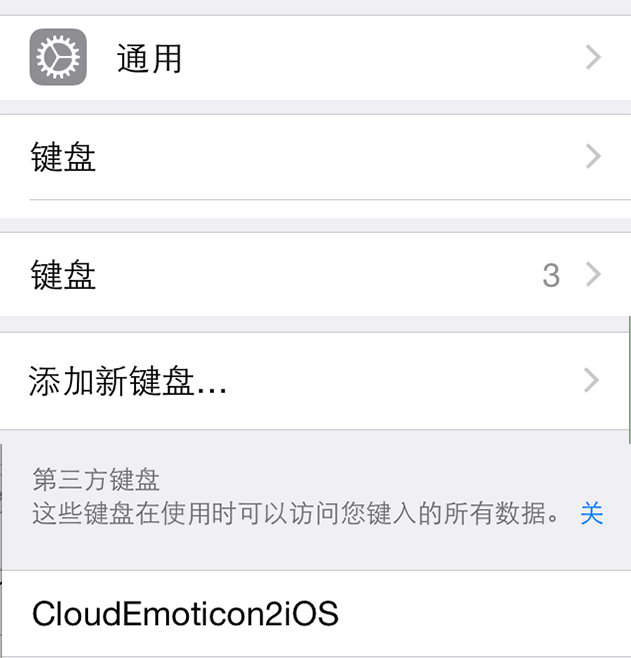 通用
键盘
键盘 3
添加新键盘...
第三方键盘
这些键盘在使用时可以访问您键入的所有数据。 关
CloudEmoticon2iOS